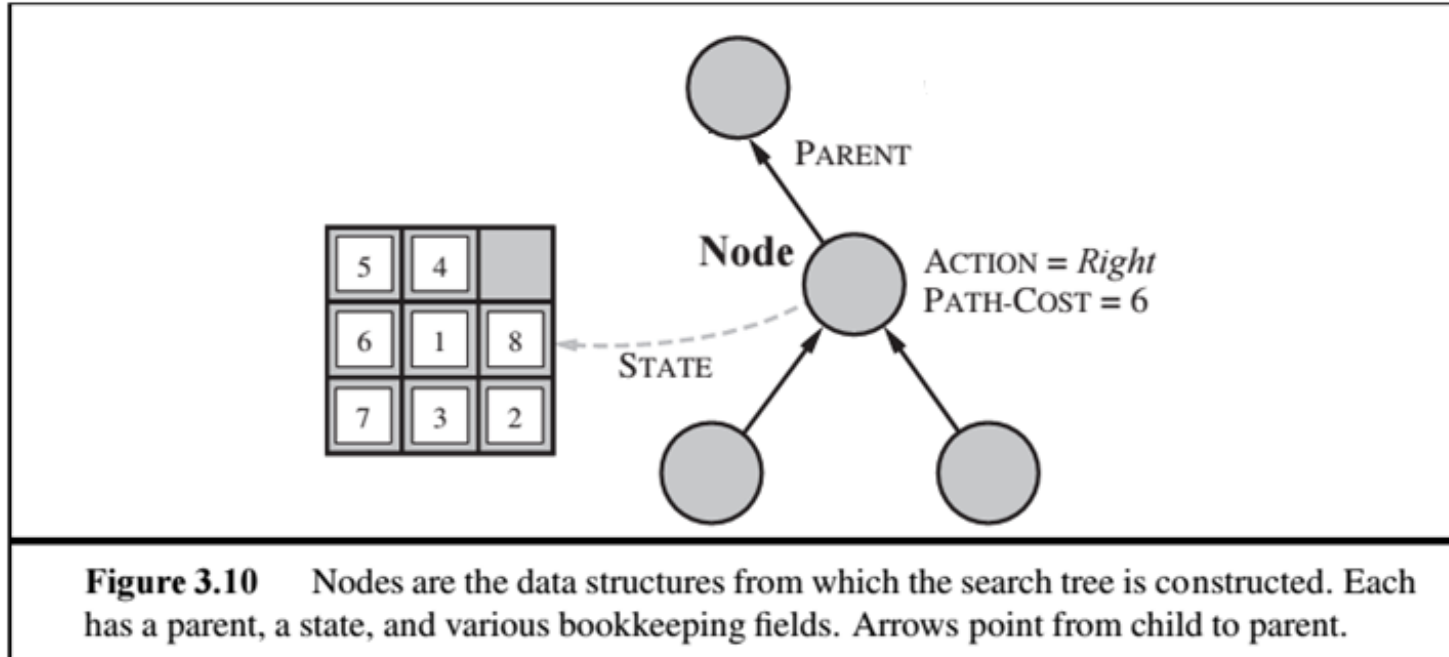 PARENT
Node
ACTION = Right
PATH-COST = 6
5 4
6 1 8
STATE
7 3 2
Figure 3.10 Nodes are the data structures from which the search tree is constructed. Each
has a parent, a state, and various bookkeeping fields. Arrows point from child to parent.